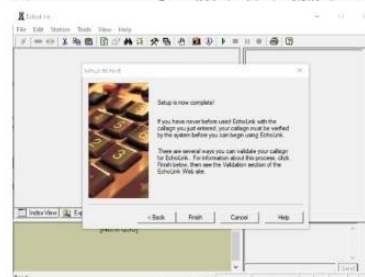 EchoLink
File Edit Station Tools View Help
Setup Wizard
Setup is now complete!
If you have never before used EchoLink with the
callsign you just entered, your callsign must be verified
by the system before you can begin using EchoLink.
There are several ways you can validate your callsign
for EchoLink. For information about this process, click
Finish below, then see the Validation section of the
EchoLink Web site.
< Back Finish Cancel Help
Index View
Send
Ready